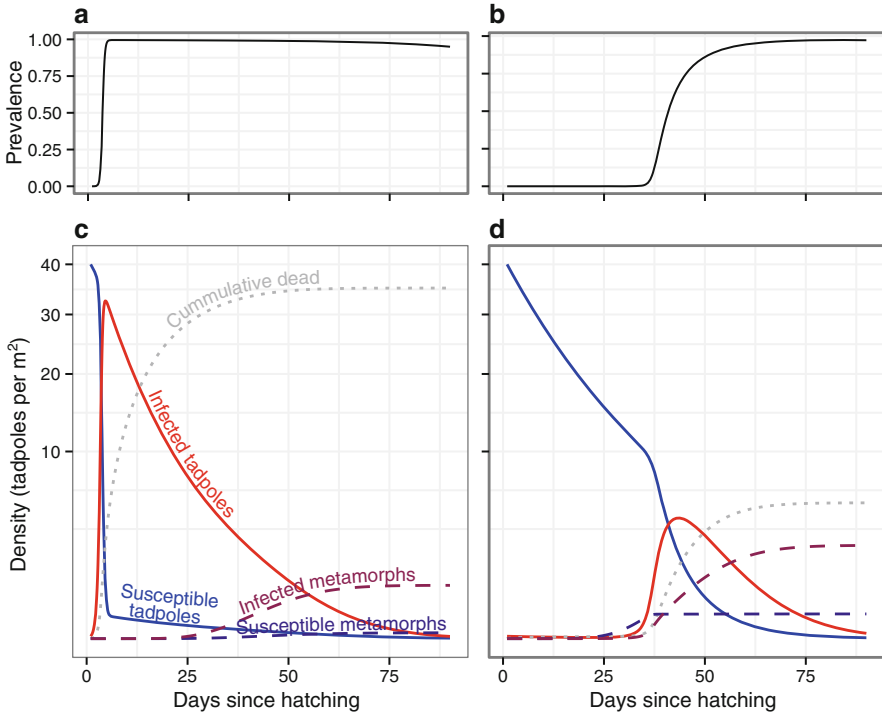 a
b
1.00
0.75
0.50
0.25
0.00
Prevalence
c
d
40
30
20
10
Density (tadpoles per m2)
Cummulative dead
Infected tadpoles
Susceptible
tadpoles
Infected metamorphs
Susceptible metamorphs
0
25
50
75
0
25
50
75
Days since hatching
Days since hatching